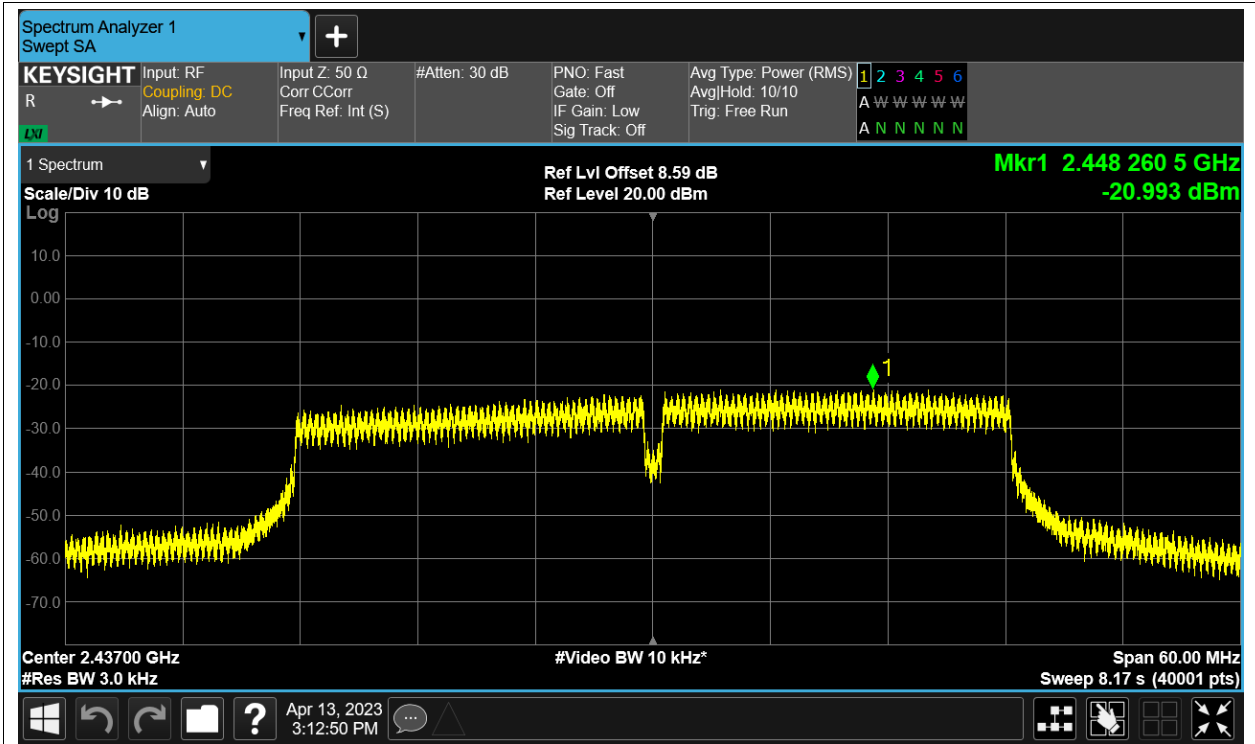 Spectrum Analyzer 1
Swept SA
KEYSIGHT
R
LXI
Input: RF
Coupling: DC
Align: Auto
Input Z: 50 Ω
Corr CCorr
Freq Ref: Int (S)
#Atten: 30 dB
PNO: Fast
Gate: Off
IF Gain: Low
Sig Track: Off
Avg Type: Power (RMS)
Avg|Hold: 10/10
Trig: Free Run
1 2 3 4 5 6
A W W W W W
A N N N N N
1 Spectrum
Scale/Div 10 dB
Log
Ref Lvl Offset 8.59 dB
Ref Level 20.00 dBm
Mkr1 2.448 260 5 GHz
-20.993 dBm
10.0
0.00
-10.0
-20.0
-30.0
-40.0
-50.0
-60.0
-70.0
1
Center 2.43700 GHz
#Video BW 10 kHz*
Span 60.00 MHz
#Res BW 3.0 kHz
Sweep 8.17 s (40001 pts)
?
Apr 13, 2023
3:12:50 PM